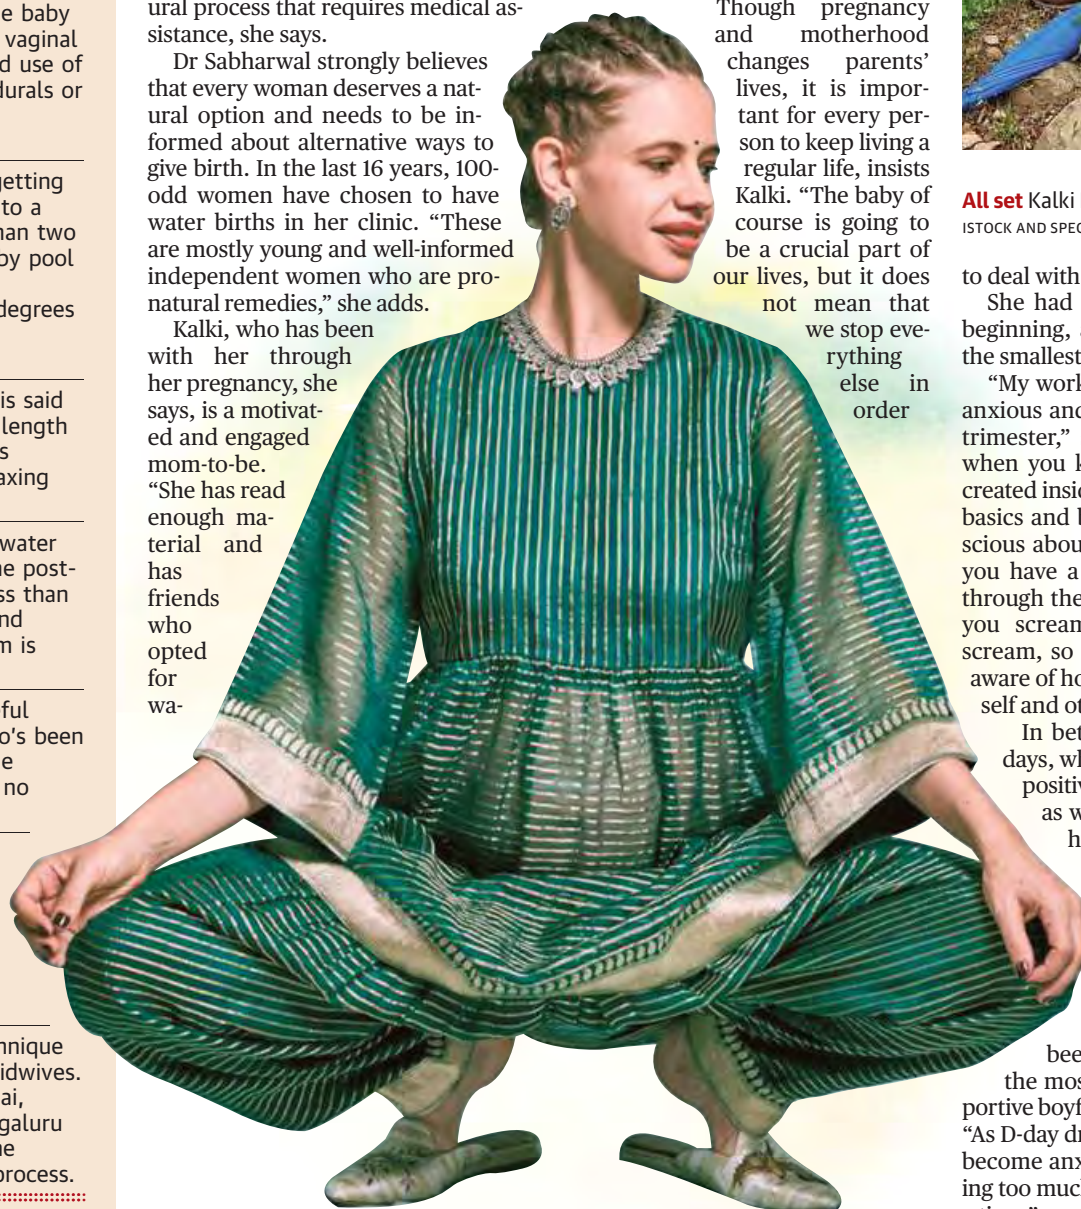 e baby
vaginal
d use of
durals or
getting
to a
han two
by pool
degrees
is said
length
s
axing
water
he post-
ss than
nd
m is
ful
o's been
e
no
hnique
idwives.
ai,
galuru
he
process.
ural process that requires medical as-
sistance, she says.
Dr Sabharwal strongly believes
that every woman deserves a nat-
ural option and needs to be in-
formed about alternative ways to
give birth. In the last 16 years, 100-
odd women have chosen to have
water births in her clinic. “These
are mostly young and well-informed
independent women who are pro-
natural remedies,” she adds.
Kalki, who has been
with her through
her pregnancy, she
says, is a motivat-
ed and engaged
mom-to-be.
“She has read
enough ma-
terial and
has
friends
who
opted
for
wa-
Though pregnancy
and motherhood
changes parents’
lives, it is impor-
tant for every per-
son to keep living a
regular life, insists
Kalki. “The baby of
course is going to
be a crucial part of
our lives, but it does
not mean that
we stop eve-
rything
else in
order
All set Kalki
ISTOCK AND SPEC
to deal with
She had
beginning,
the smallest
“My work
anxious and
trimester,”
when you k
created insid
basics and b
scious abou
you have a
through the
you scream
scream, so
aware of ho
self and ot
In bet
days, wh
positiv
as w
h
bee
the mos
portive boyf
“As D-day dr
become anx
ing too much